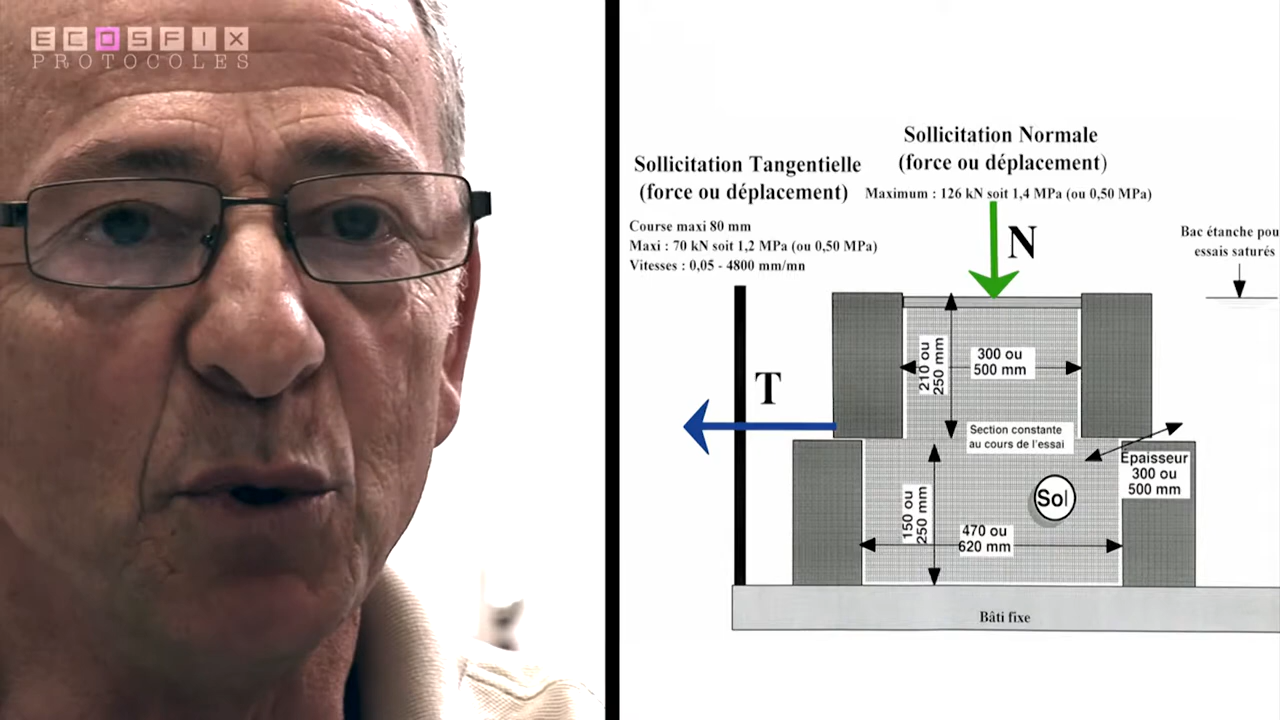 ECOSFIX
PROTOCOLES
Sollicitation Normale
(force ou déplacement)
Maximum : 126 kN soit 1,4 MPa (ou 0,50 MPa)
Sollicitation Tangentielle
(force ou déplacement)
Course maxi 80 mm
Maxi : 70 kN soit 1,2 MPa (ou 0,50 MPa)
Vitesses : 0,05 - 4800 mm/mn
N
Bac étanche pou
essais saturés
T
210 ou
250 mm
300 ou
500 mm
Section constante
au cours de l'essai
Epaisseur
300 ou
500 mm
Sol
150 ou
250 mm
470 ou
620 mm
Bâti fixe